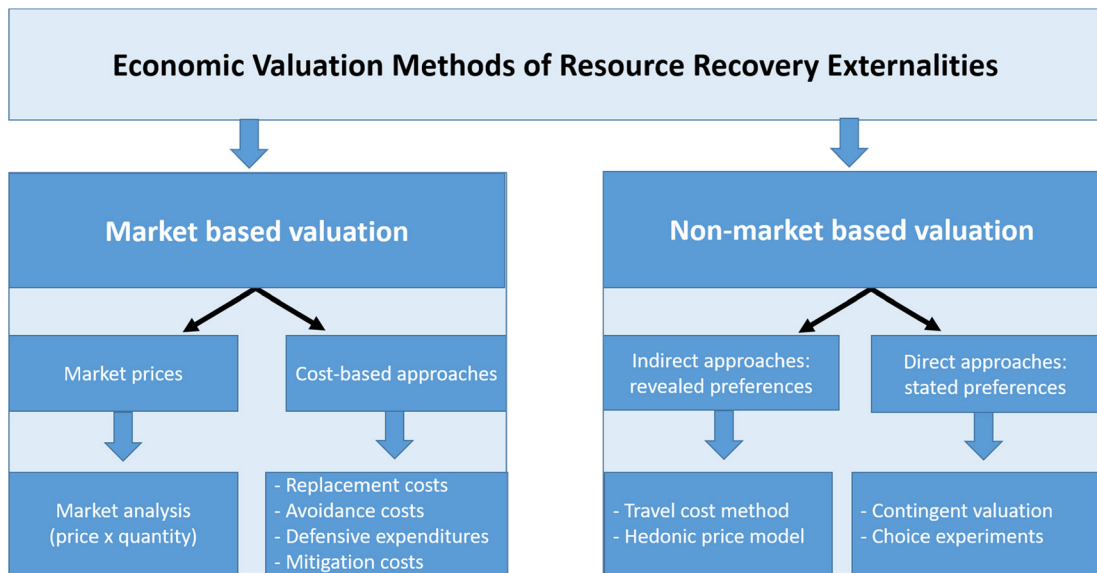 Economic Valuation Methods of Resource Recovery Externalities
Market based valuation
Non-market based valuation
Market prices
Cost-based approaches
Indirect approaches:
revealed preferences
Direct approaches:
stated preferences
Market analysis
(price x quantity)
- Replacement costs
- Avoidance costs
- Defensive expenditures
- Mitigation costs
- Travel cost method
- Hedonic price model
- Contingent valuation
- Choice experiments